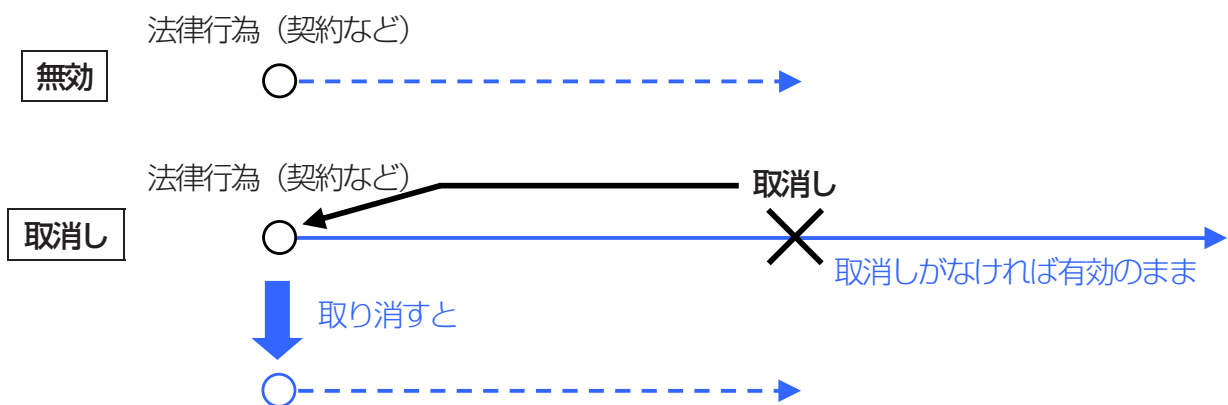 法律行為（契約など）
無効
法律行為（契約など）
取消し
取消し
取消しがなければ有効のまま
取り消すと